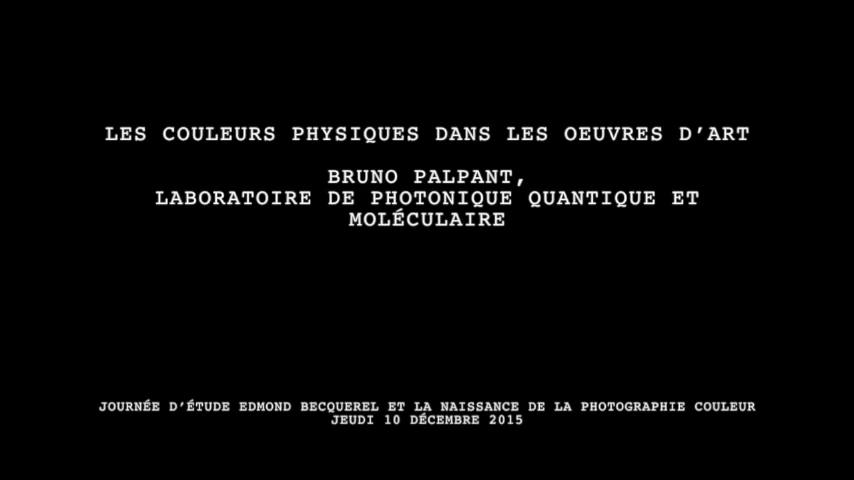 LES COULEURS PHYSIQUES DANS LES OEUVRES D'ART
BRUNO PALPANT,
LABORATOIRE DE PHOTONIQUE QUANTIQUE ET
MOLÉCULAIRE
JOURNÉE D'ÉTUDE EDMOND BECQUEREL ET LA NAISSANCE DE LA PHOTOGRAPHIE COULEUR
JEUDI 10 DÉCEMBRE 2015